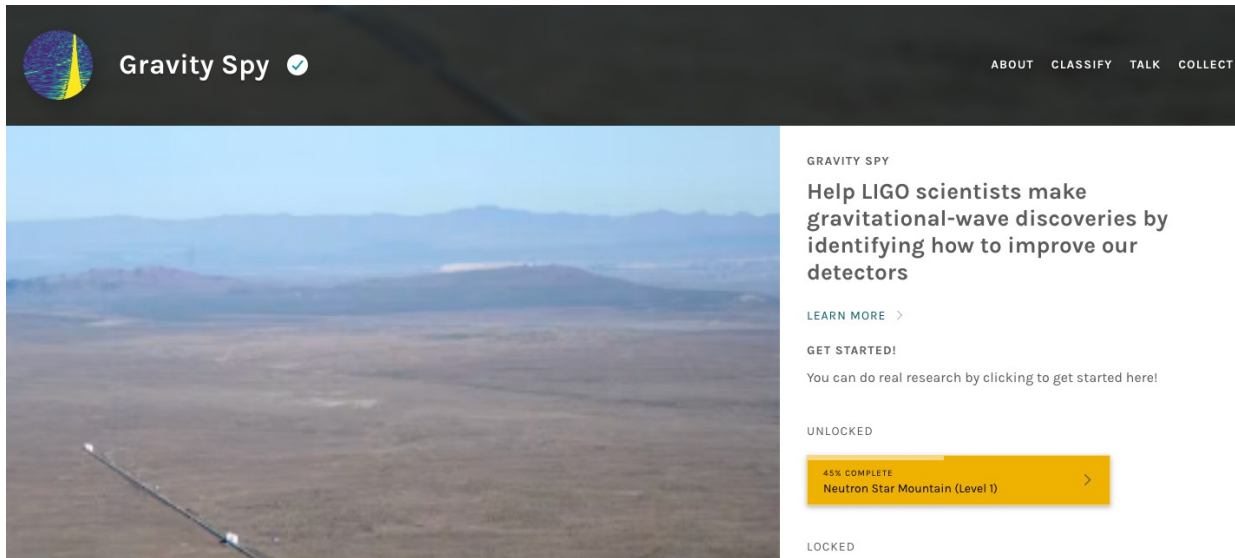 Gravity Spy
ABOUT CLASSIFY TALK COLLECT
GRAVITY SPY
Help LIGO scientists make
gravitational-wave discoveries by
identifying how to improve our
detectors
LEARN MORE
GET STARTED!
You can do real research by clicking to get started here!
UNLOCKED
45% COMPLETE
Neutron Star Mountain (Level 1)
LOCKED